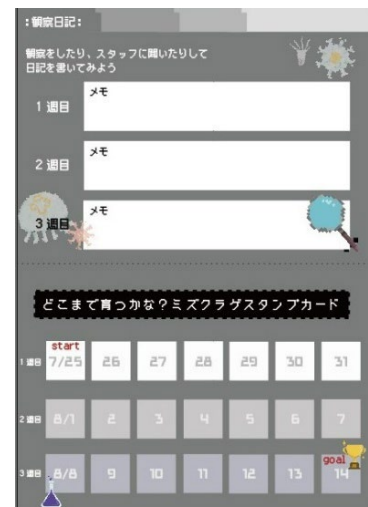 :観察日記:
観察をしたり、スタッフに聞いたりして
日記を書いてみよう
1週目
メモ
2週目
メモ
3週目
メモ
どこまで育つかな?ミズクラゲスタンプカード
start
1週目 7/25 26 27 28 29 30 31
2週目 8/1 2 3 4 5 6 7
goal
3週目 8/8 9 10 11 12 13 14